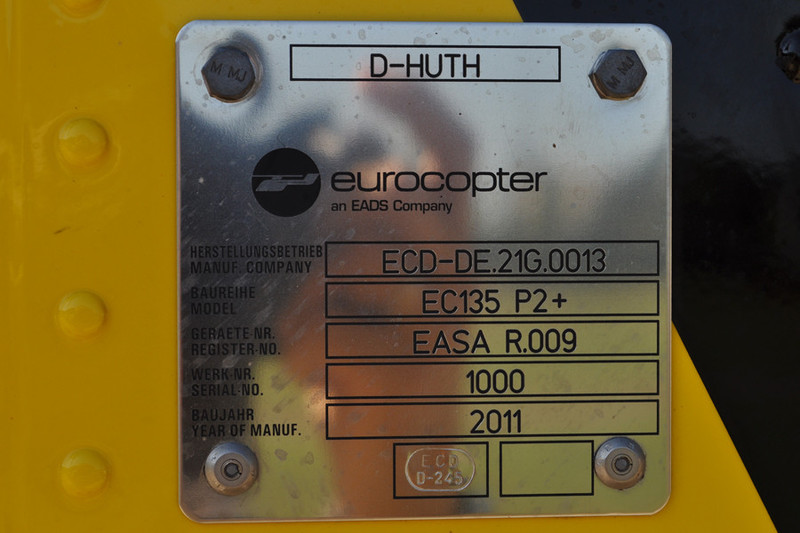 M MJ
M MJ
D-HUTH
eurocopter
an EADS Company
HERSTELLUNGSBETRIEB
MANUF. COMPANY
ECD-DE.21G.0013
BAUREIHE
MODEL
EC135 P2+
GERAETE-NR.
REGISTER-NO.
EASA R.009
WERK-NR.
SERIAL-NO.
1000
BAUJAHR
YEAR OF MANUF.
2011
ECD
D-245